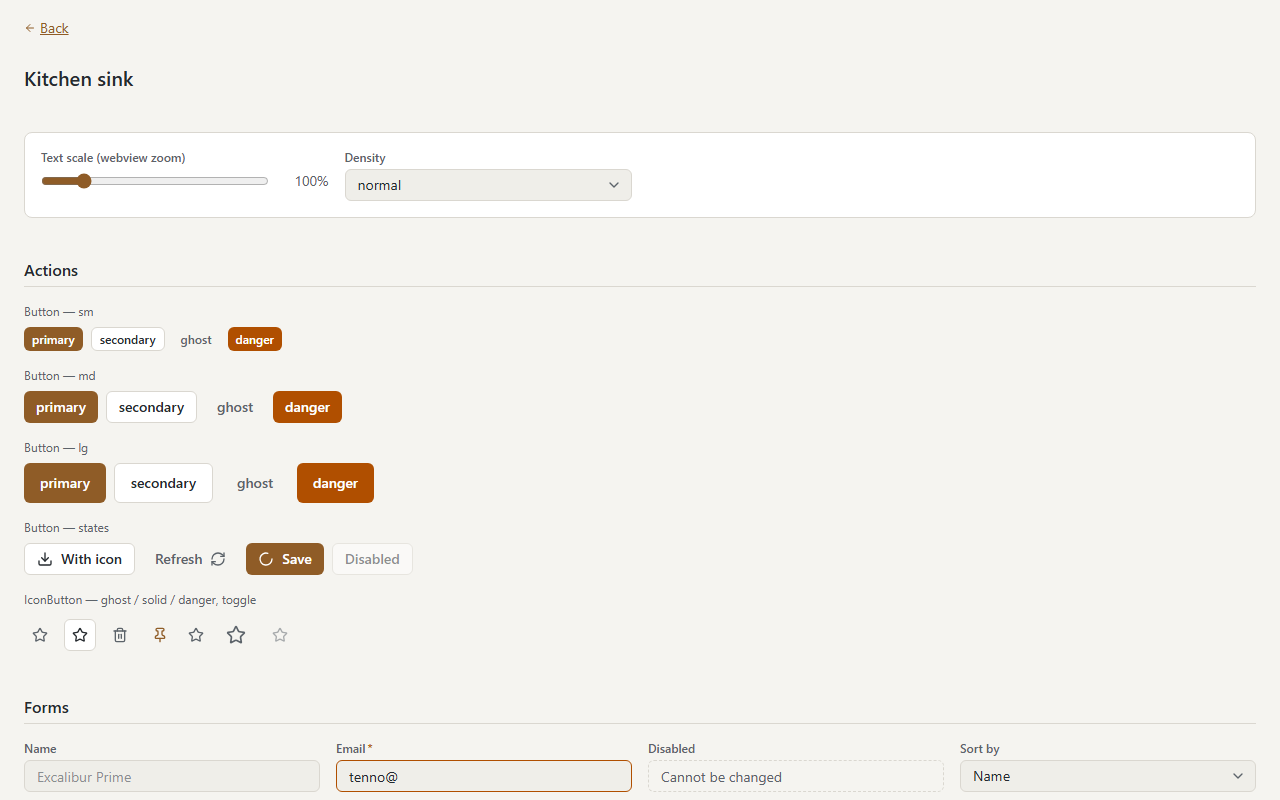 ← Back
Kitchen sink
Text scale (webview zoom)
100%
Density
normal
Actions
Button — sm
primary secondary ghost danger
Button — md
primary secondary ghost danger
Button — lg
primary secondary ghost danger
Button — states
With icon Refresh Save Disabled
IconButton — ghost / solid / danger, toggle
Forms
Name Email* Disabled Sort by
Excalibur Prime tenno@ Cannot be changed Name